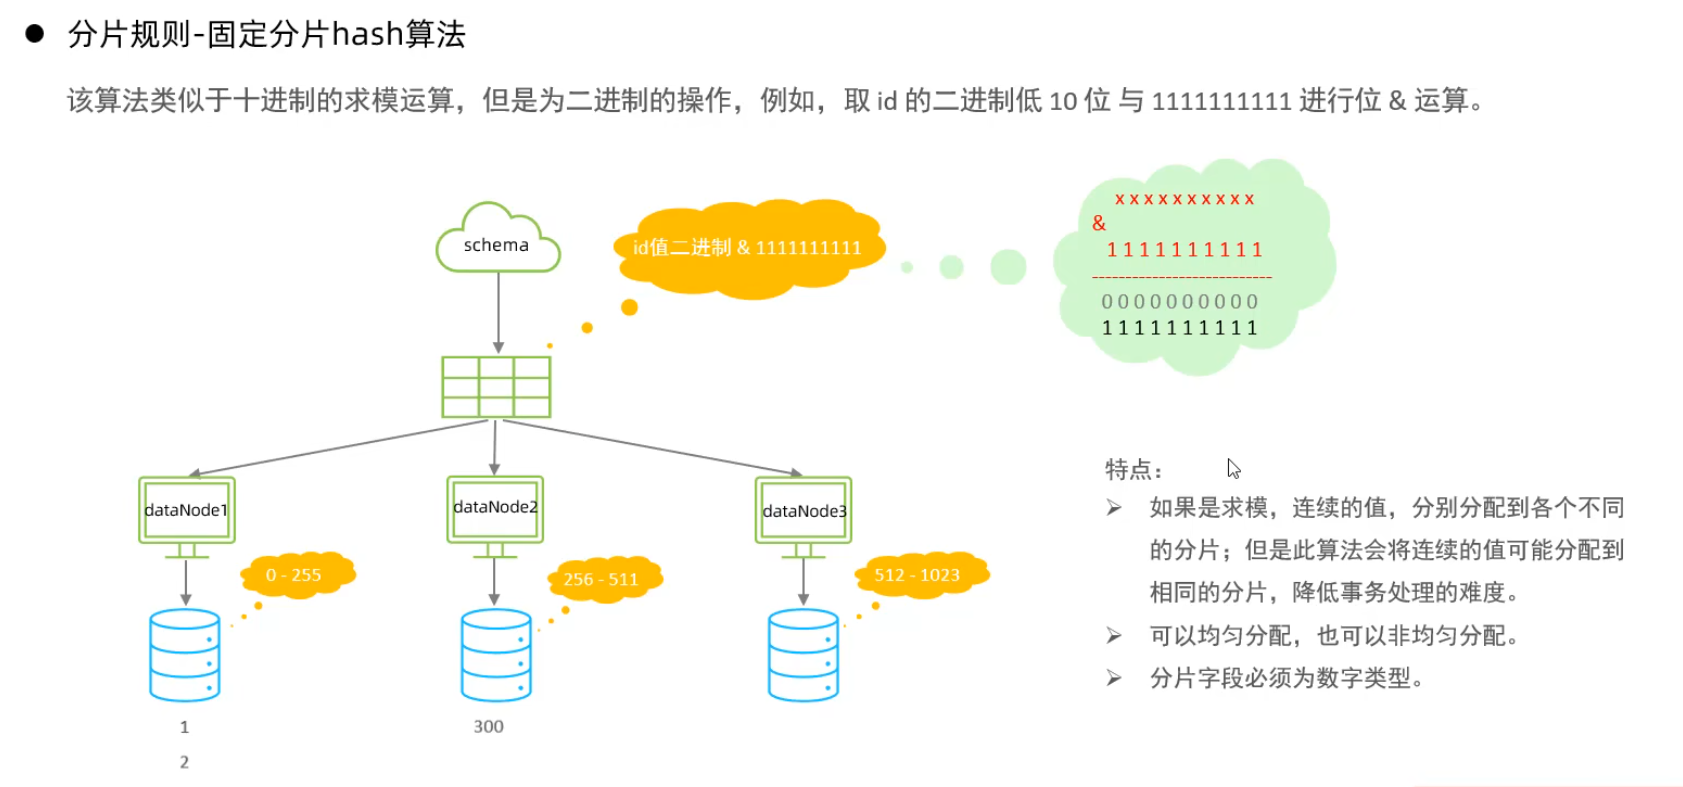 分片规则-固定分片hash算法
该算法类似于十进制的求模运算，但是为二进制的操作，例如，取 id 的二进制低 10 位 与 1111111111 进行位 & 运算。
schema
id值二进制 & 1111111111
x x x x x x x x x x
&
1 1 1 1 1 1 1 1 1 1
---------------------------
0 0 0 0 0 0 0 0 0 0
1 1 1 1 1 1 1 1 1 1
dataNode1
dataNode2
dataNode3
0 - 255
256 - 511
512 - 1023
1
300
2
特点：
如果是求模，连续的值，分别分配到各个不同
的分片；但是此算法会将连续的值可能分配到
相同的分片，降低事务处理的难度。
可以均匀分配，也可以非均匀分配。
分片字段必须为数字类型。